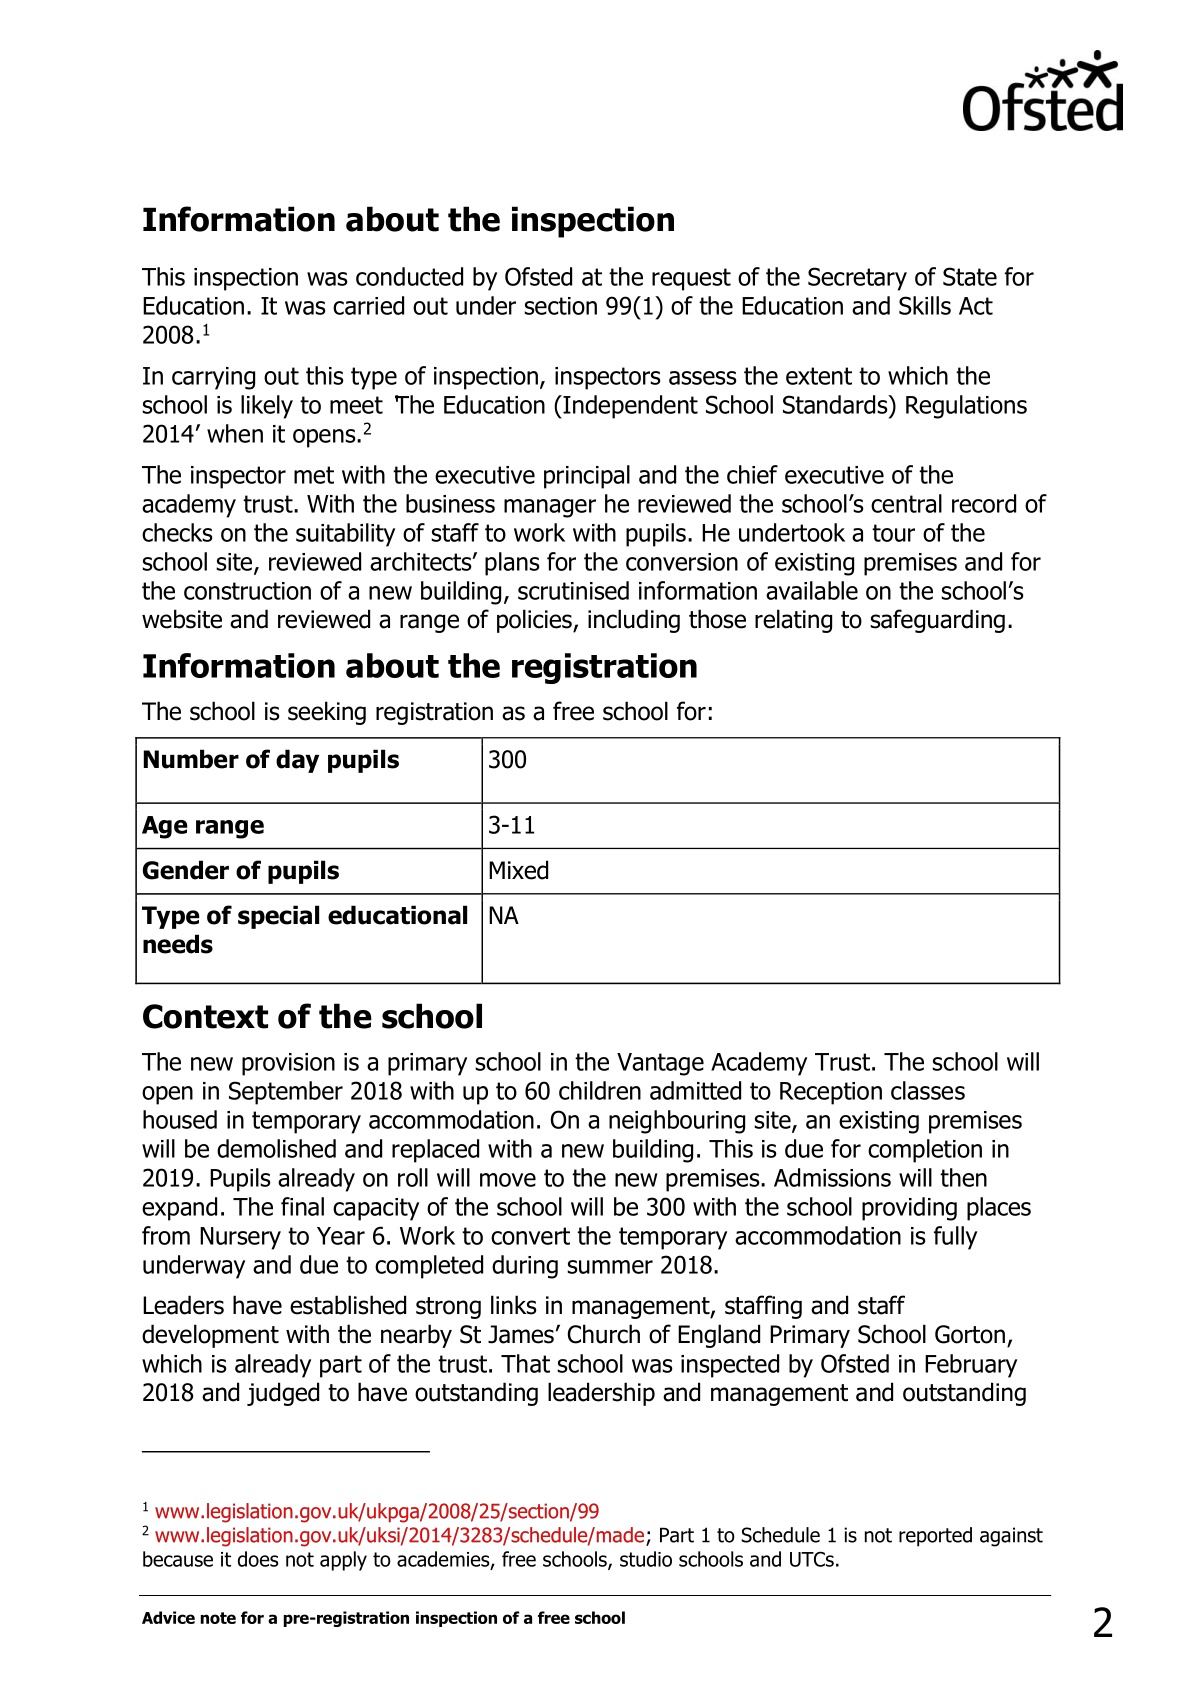 Ofsted
Information about the inspection
This inspection was conducted by Ofsted at the request of the Secretary of State for
Education. It was carried out under section 99(1) of the Education and Skills Act
2008.¹
In carrying out this type of inspection, inspectors assess the extent to which the
school is likely to meet ‘The Education (Independent School Standards) Regulations
2014’ when it opens.²
The inspector met with the executive principal and the chief executive of the
academy trust. With the business manager he reviewed the school’s central record of
checks on the suitability of staff to work with pupils. He undertook a tour of the
school site, reviewed architects’ plans for the conversion of existing premises and for
the construction of a new building, scrutinised information available on the school’s
website and reviewed a range of policies, including those relating to safeguarding.
Information about the registration
The school is seeking registration as a free school for:
Number of day pupils 300
Age range 3-11
Gender of pupils Mixed
Type of special educational NA
needs
Context of the school
The new provision is a primary school in the Vantage Academy Trust. The school will
open in September 2018 with up to 60 children admitted to Reception classes
housed in temporary accommodation. On a neighbouring site, an existing premises
will be demolished and replaced with a new building. This is due for completion in
2019. Pupils already on roll will move to the new premises. Admissions will then
expand. The final capacity of the school will be 300 with the school providing places
from Nursery to Year 6. Work to convert the temporary accommodation is fully
underway and due to completed during summer 2018.
Leaders have established strong links in management, staffing and staff
development with the nearby St James’ Church of England Primary School Gorton,
which is already part of the trust. That school was inspected by Ofsted in February
2018 and judged to have outstanding leadership and management and outstanding
¹ www.legislation.gov.uk/ukpga/2008/25/section/99
² www.legislation.gov.uk/uksi/2014/3283/schedule/made; Part 1 to Schedule 1 is not reported against
because it does not apply to academies, free schools, studio schools and UTCs.
Advice note for a pre-registration inspection of a free school
2